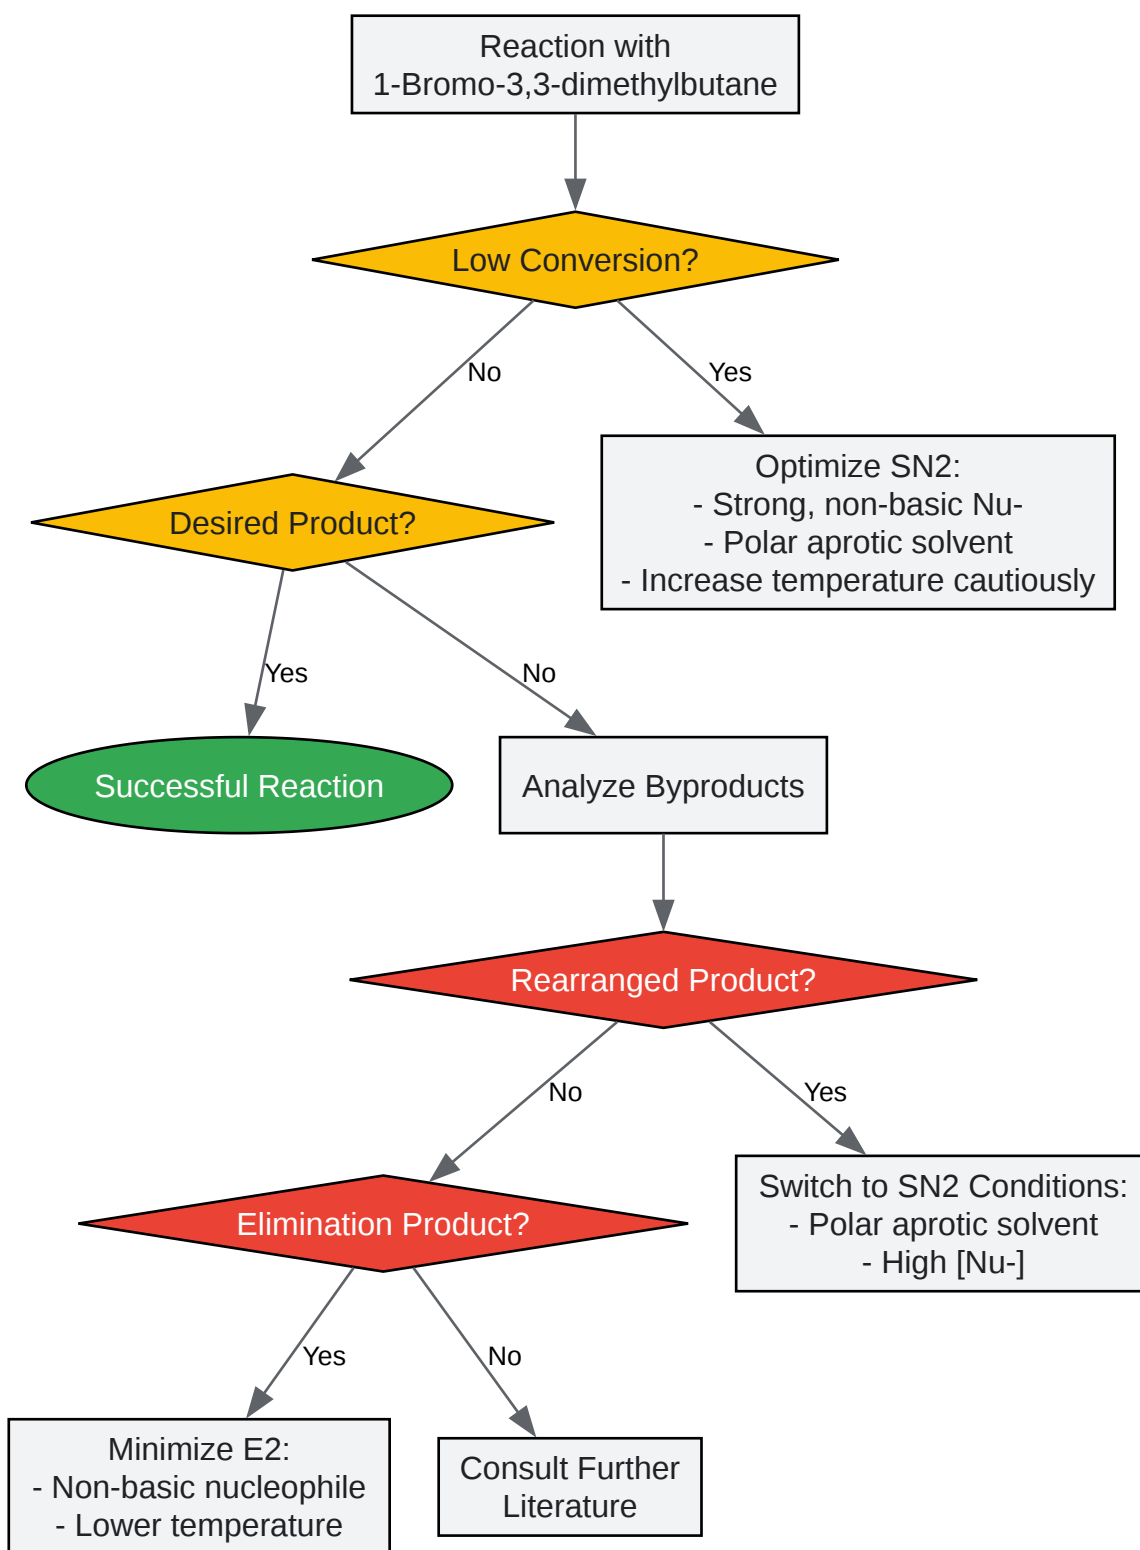 Reaction with
1-Bromo-3,3-dimethylbutane
Low Conversion?
No
Yes
Optimize SN2:
- Strong, non-basic Nu-
- Polar aprotic solvent
- Increase temperature cautiously
Desired Product?
Yes
No
Successful Reaction
Analyze Byproducts
Rearranged Product?
No
Yes
Switch to SN2 Conditions:
- Polar aprotic solvent
- High [Nu-]
Elimination Product?
Yes
No
Minimize E2:
- Non-basic nucleophile
- Lower temperature
Consult Further
Literature